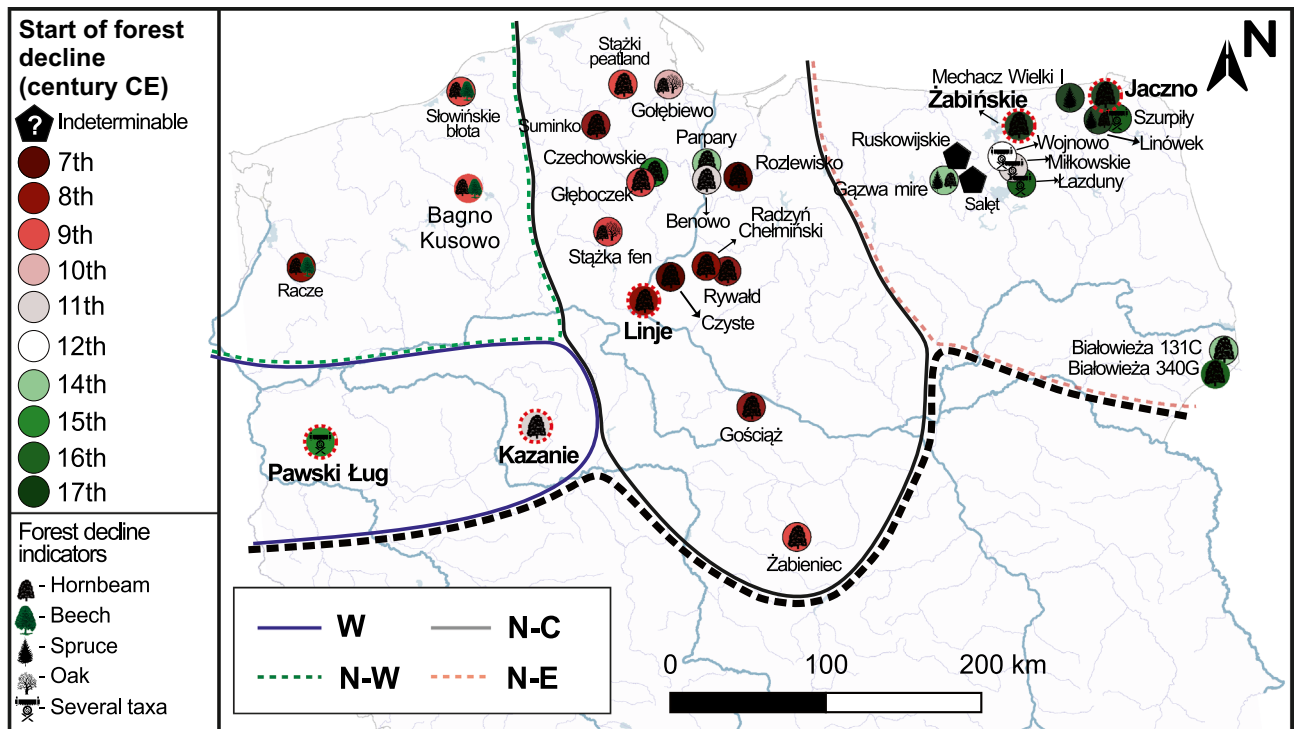 Start of forest
decline
(century CE)
? Indeterminable
7th
8th
9th
10th
11th
12th
14th
15th
16th
17th
Forest decline
indicators
- Hornbeam
- Beech
- Spruce
- Oak
- Several taxa
N
Stążki
peatland
Gołębiewo
Słowińskie
błota
Suminko
Parpary
Czechowskie
Rozlewisko
Głęboczek
Benowo
Bagno
Kusowo
Stążka fen
Radzyń
Chełmiński
Racze
Rywałd
Linje
Czyste
Mechacz Wielki I
Jaczno
Żabińskie
Szurpiły
Linówek
Ruskowijskie
Wojnowo
Miłkowskie
Gązwa mire
Łazduny
Salęt
Białowieża 131C
Białowieża 340G
Gościąż
Kazanie
Pawski Ług
Żabieniec
W
N-C
N-W
N-E
0 100 200 km